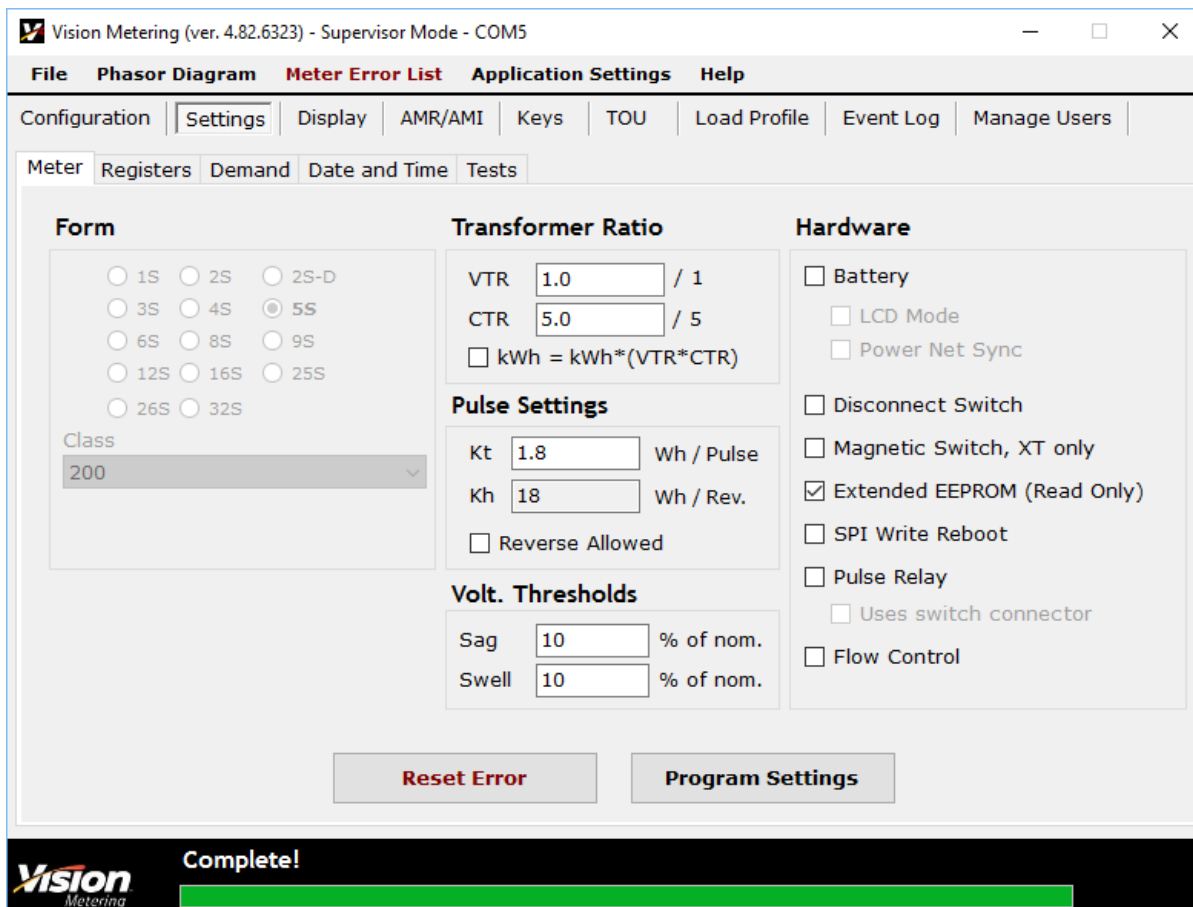 Vision Metering (ver. 4.82.6323) - Supervisor Mode - COM5
File Phasor Diagram Meter Error List Application Settings Help
Configuration Settings Display AMR/AMI Keys TOU Load Profile Event Log Manage Users
Meter Registers Demand Date and Time Tests
Form
1S 2S 2S-D
3S 4S 5S
6S 8S 9S
12S 16S 25S
26S 32S
Class
200
Transformer Ratio
VTR 1.0 / 1
CTR 5.0 / 5
kWh = kWh*(VTR*CTR)
Pulse Settings
Kt 1.8 Wh / Pulse
Kh 18 Wh / Rev.
Reverse Allowed
Volt. Thresholds
Sag 10 % of nom.
Swell 10 % of nom.
Hardware
Battery
LCD Mode
Power Net Sync
Disconnect Switch
Magnetic Switch, XT only
Extended EEPROM (Read Only)
SPI Write Reboot
Pulse Relay
Uses switch connector
Flow Control
Reset Error Program Settings
Complete!
Vision
Metering